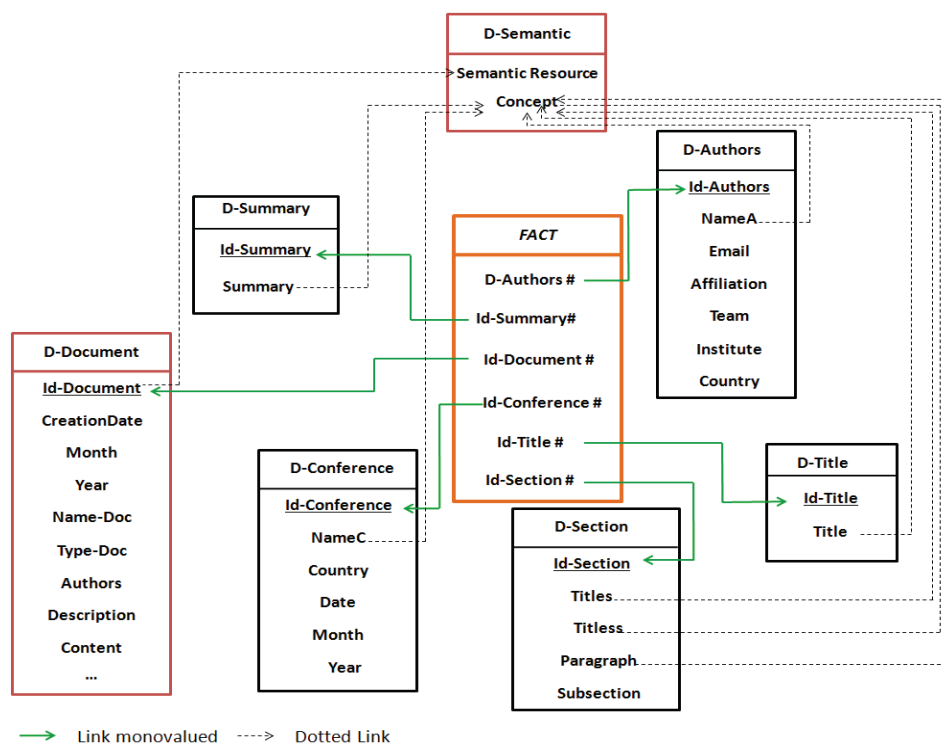 D-Semantic
Semantic Resource
Concept
D-Authors
Id-Authors
NameA
Email
Affiliation
Team
Institute
Country
D-Summary
Id-Summary
Summary
FACT
D-Authors #
Id-Summary#
Id-Document #
Id-Conference #
Id-Title #
Id-Section #
D-Document
Id-Document
CreationDate
Month
Year
Name-Doc
Type-Doc
Authors
Description
Content
...
D-Conference
Id-Conference
NameC
Country
Date
Month
Year
D-Title
Id-Title
Title
D-Section
Id-Section
Titles
Titless
Paragraph
Subsection
Link monovalued
Dotted Link